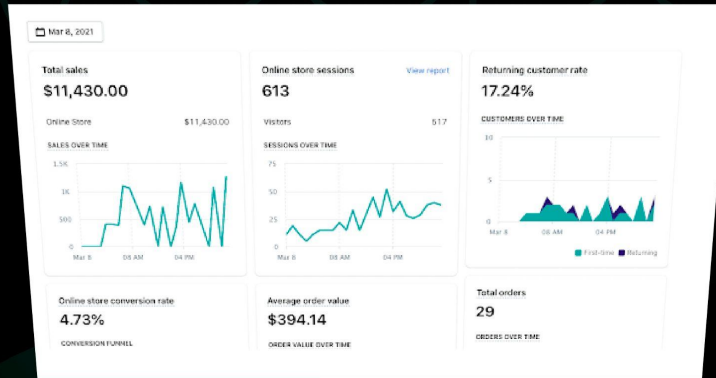 Mar 8, 2021
Total sales
$11,430.00
Online Store $11,430.00
SALES OVER TIME
1.5K
1K
500
0
Mar 8 08 AM 04 PM
Online store sessions View report
613
Visitors 517
SESSIONS OVER TIME
75
50
25
0
Mar 8 08 AM 04 PM
Returning customer rate
17.24%
CUSTOMERS OVER TIME
10
5
0
Mar 8 08 AM 04 PM
First-time Returning
Online store conversion rate
4.73%
CONVERSION FUNNEL
Average order value
$394.14
ORDER VALUE OVER TIME
Total orders
29
ORDERS OVER TIME